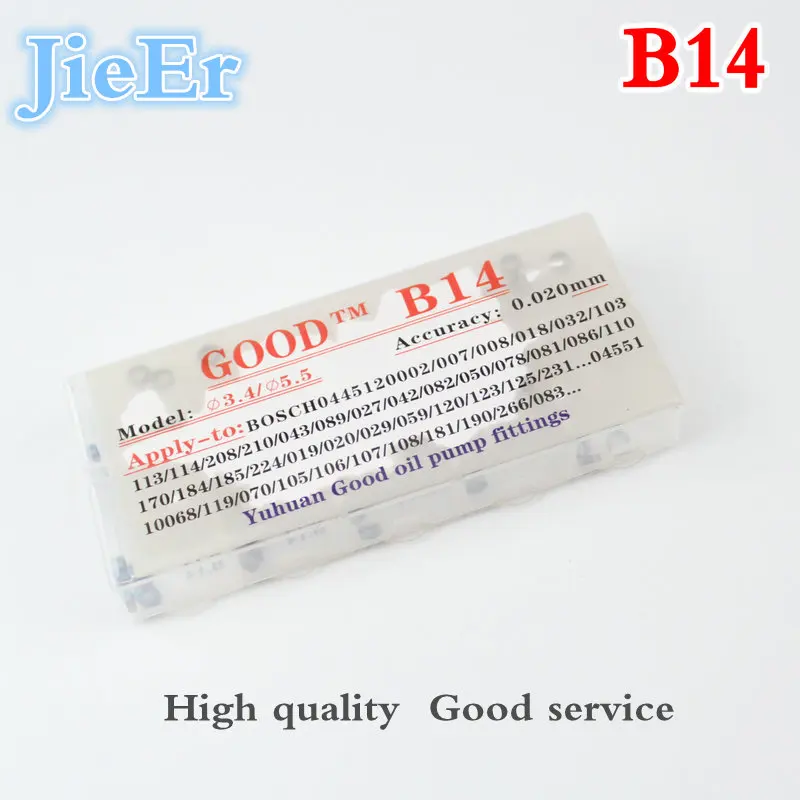 JieEr
B14
GOOD™ B14
Model: Ø3.4/Ø5.5 Accuracy: 0.020mm
Apply-to: BOSCH0445120002/007/008/018/032/103
113/114/208/210/043/089/027/042/082/050/078/081/086/110
170/184/185/224/019/020/029/059/120/123/125/231...04551
10068/119/070/105/106/107/108/181/190/266/083...
Yuhuan Good oil pump fittings
High quality Good service